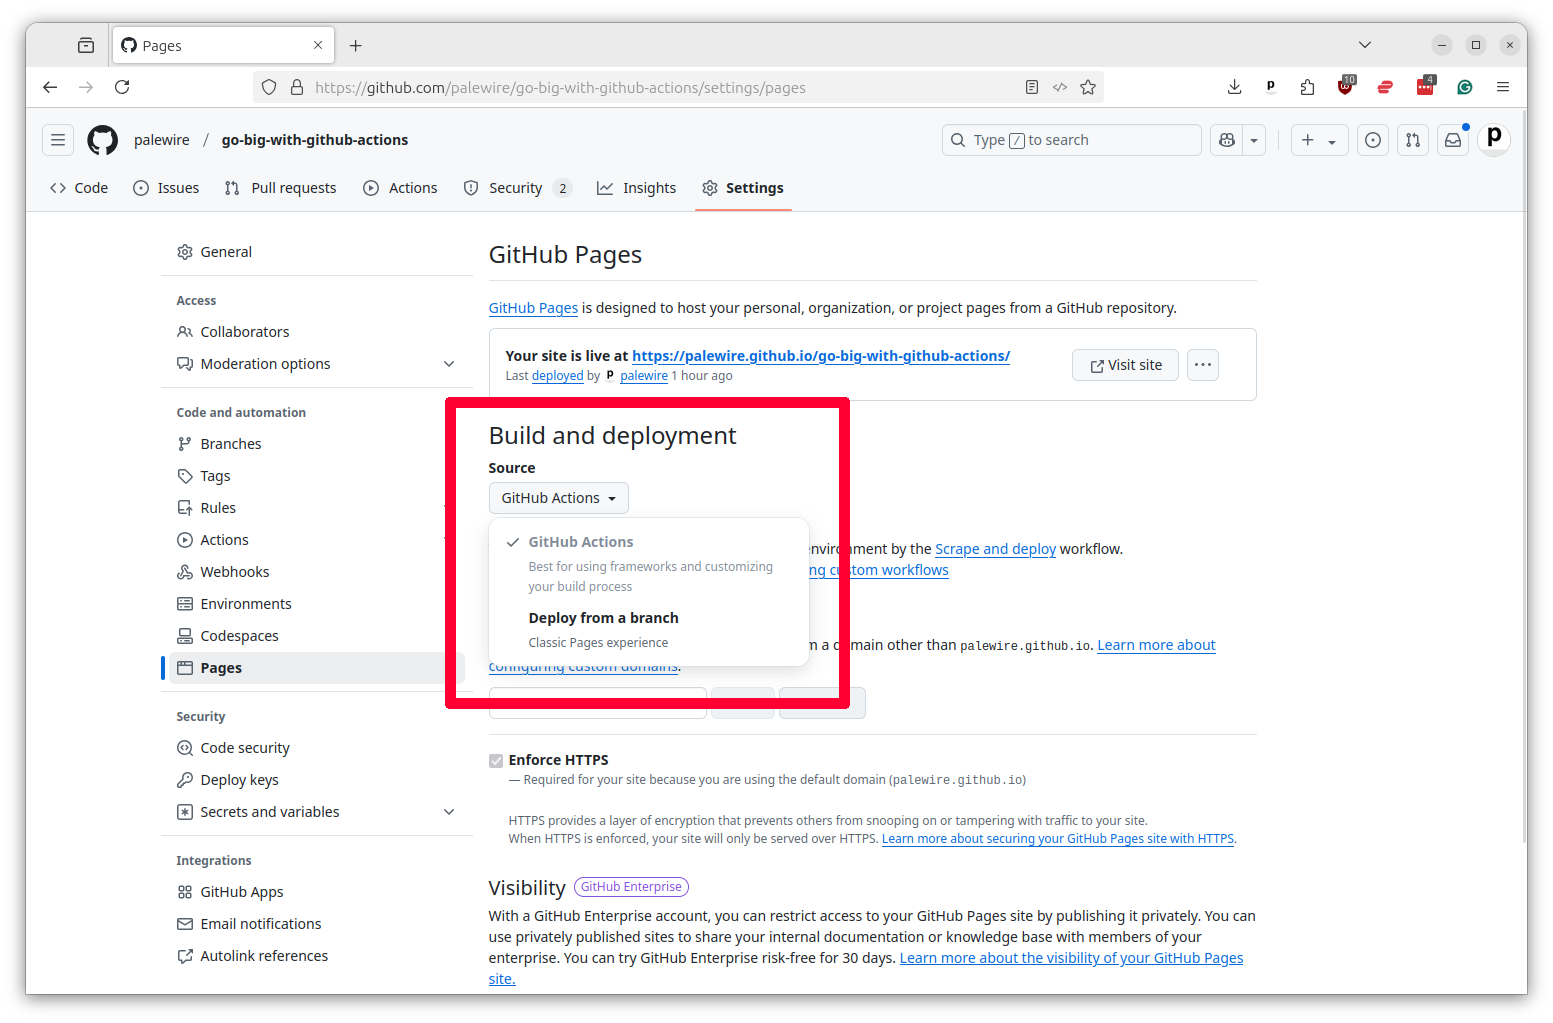 Pages
https://github.com/palewire/go-big-with-github-actions/settings/pages
10
4
palewire / go-big-with-github-actions
Type / to search
Code
Issues
Pull requests
Actions
Security 2
Insights
Settings
General
Access
Collaborators
Moderation options
Code and automation
Branches
Tags
Rules
Actions
Webhooks
Environments
Codespaces
Pages
Security
Code security
Deploy keys
Secrets and variables
Integrations
GitHub Apps
Email notifications
Autolink references
GitHub Pages
GitHub Pages is designed to host your personal, organization, or project pages from a GitHub repository.
Your site is live at https://palewire.github.io/go-big-with-github-actions/
Last deployed by palewire 1 hour ago
Visit site
Build and deployment
Source
GitHub Actions
GitHub Actions
Best for using frameworks and customizing
your build process
Deploy from a branch
Classic Pages experience
by the Scrape and deploy workflow.
custom workflows
a domain other than palewire.github.io. Learn more about
configuring custom domains.
Enforce HTTPS
— Required for your site because you are using the default domain (palewire.github.io)
HTTPS provides a layer of encryption that prevents others from snooping on or tampering with traffic to your site.
When HTTPS is enforced, your site will only be served over HTTPS. Learn more about securing your GitHub Pages site with HTTPS.
Visibility GitHub Enterprise
With a GitHub Enterprise account, you can restrict access to your GitHub Pages site by publishing it privately. You can
use privately published sites to share your internal documentation or knowledge base with members of your
enterprise. You can try GitHub Enterprise risk-free for 30 days. Learn more about the visibility of your GitHub Pages
site.